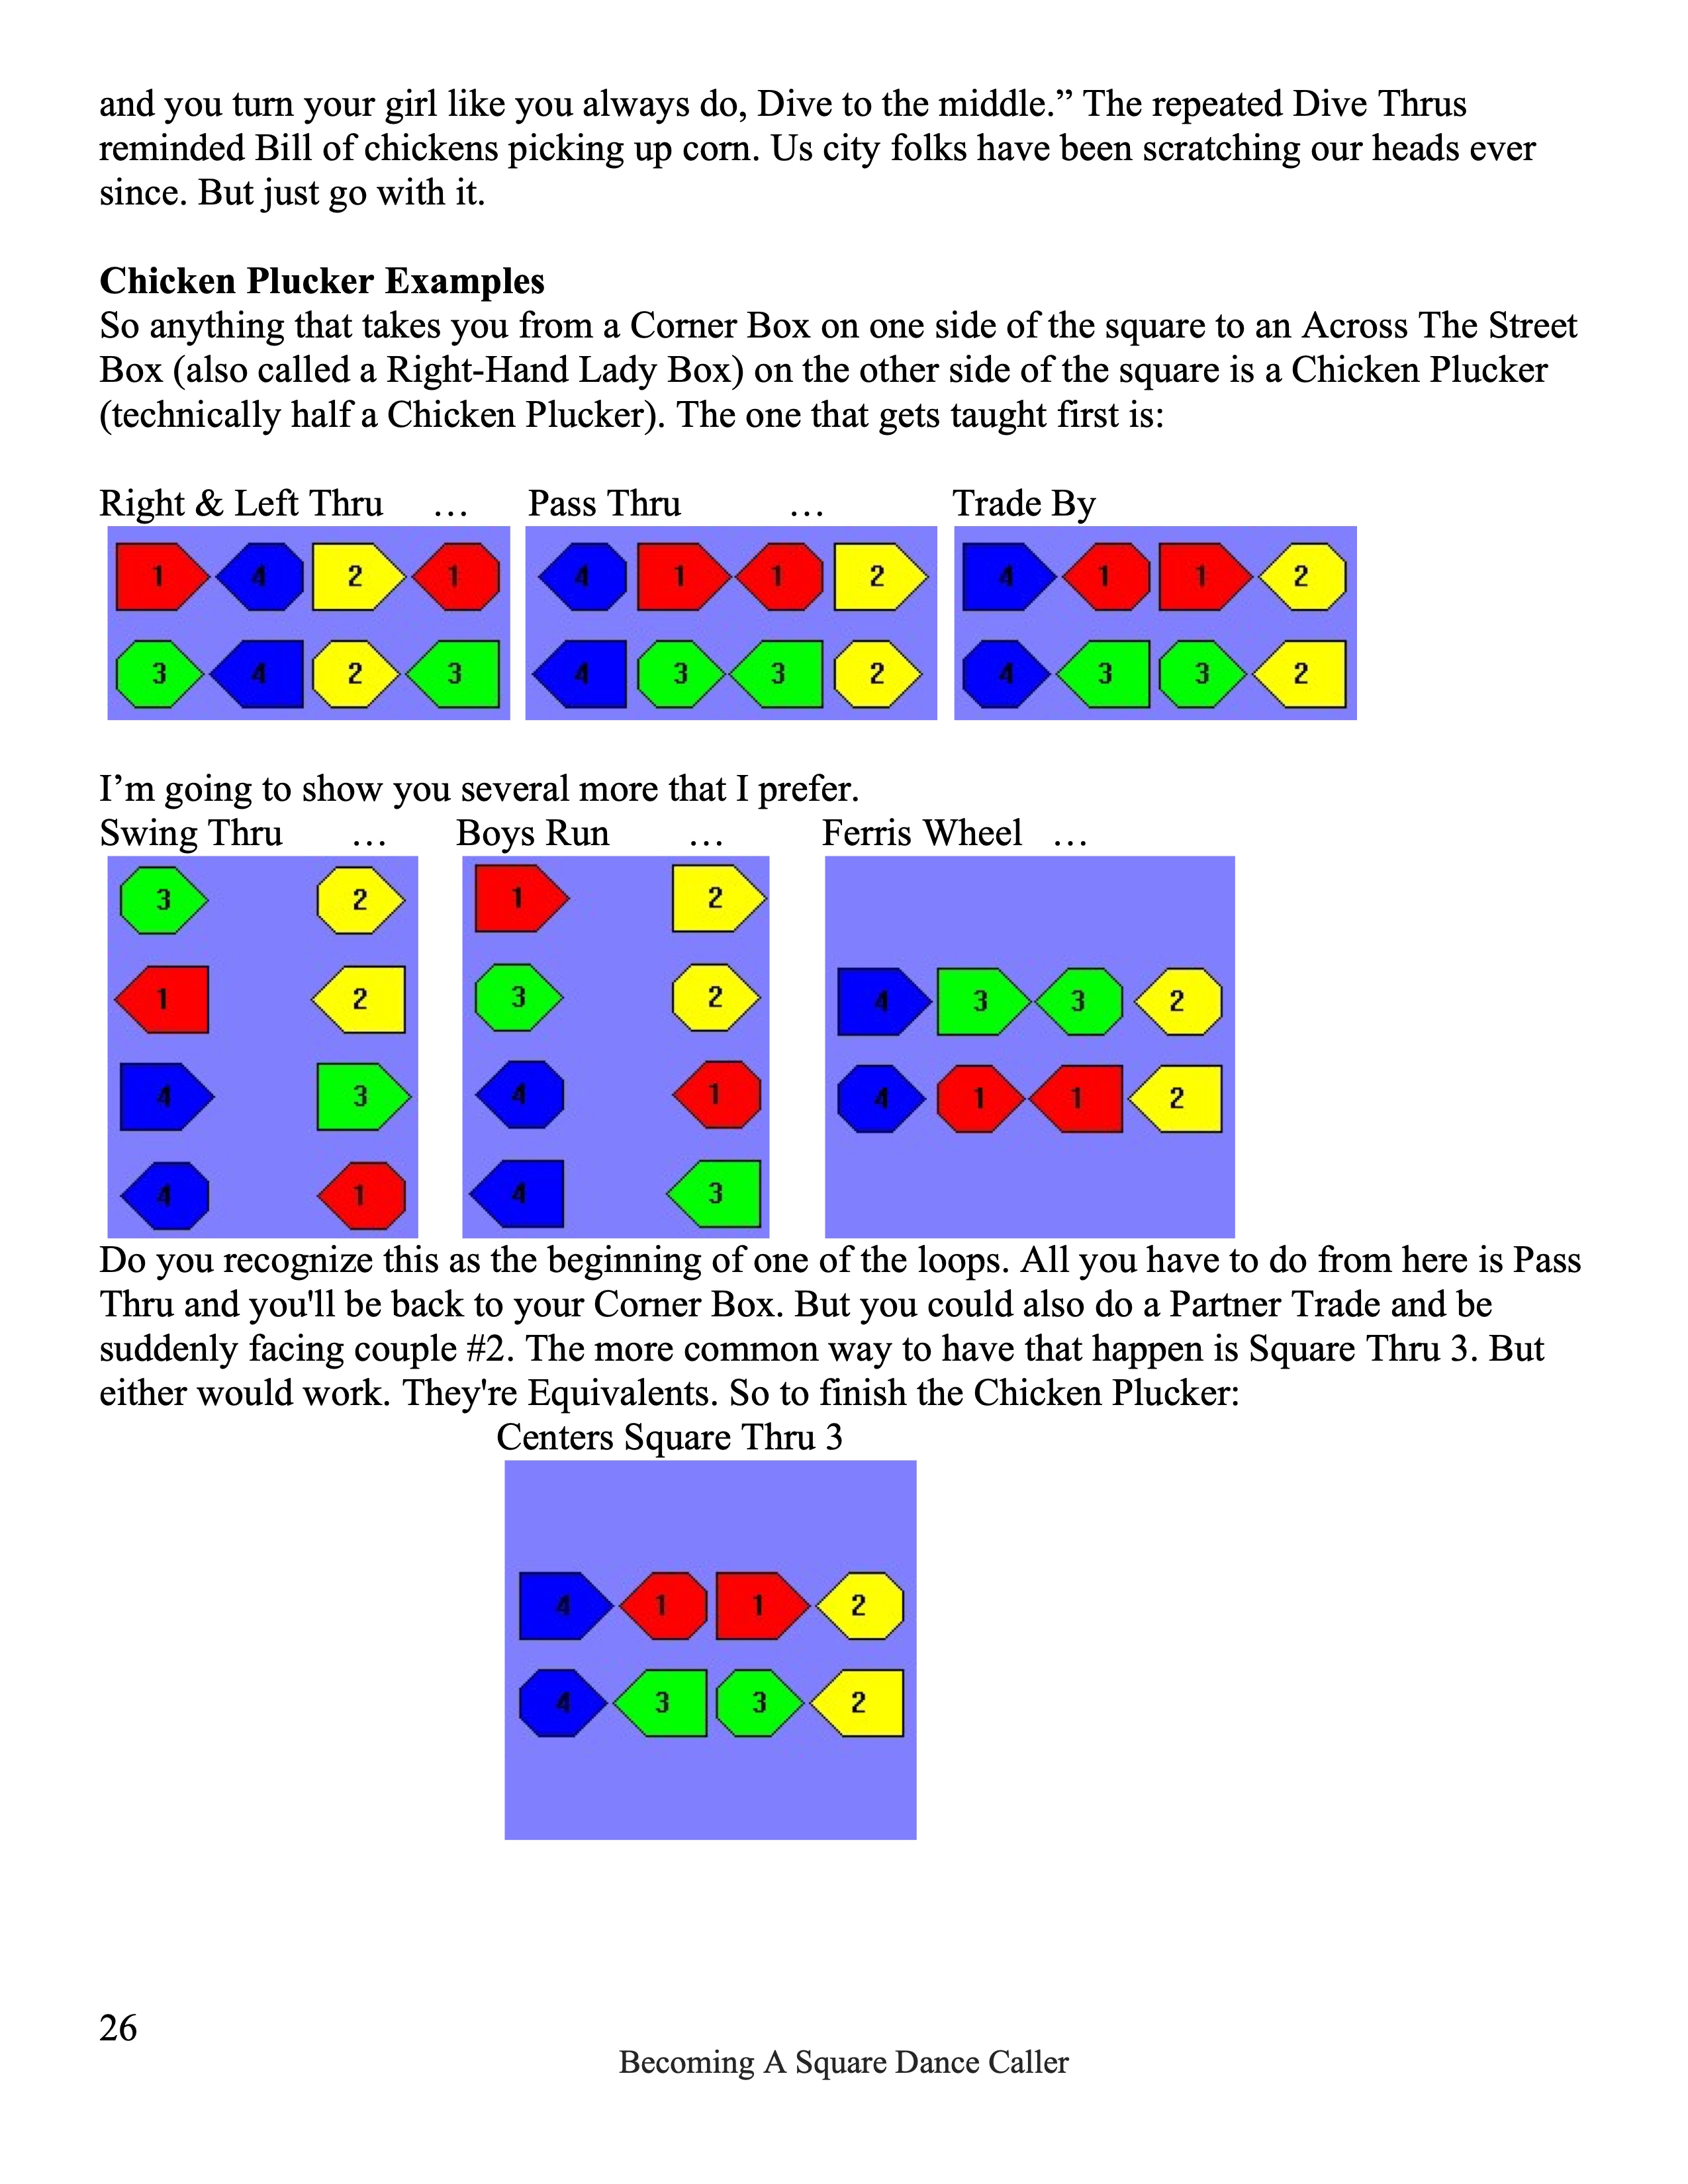 and you turn your girl like you always do, Dive to the middle.” The repeated Dive Thrus
reminded Bill of chickens picking up corn. Us city folks have been scratching our heads ever
since. But just go with it.
Chicken Plucker Examples
So anything that takes you from a Corner Box on one side of the square to an Across The Street
Box (also called a Right-Hand Lady Box) on the other side of the square is a Chicken Plucker
(technically half a Chicken Plucker). The one that gets taught first is:
Right & Left Thru … Pass Thru … Trade By
1 4 2 1 4 1 1 2 4 1 1 2
3 4 2 3 4 3 3 2 4 3 3 2
I’m going to show you several more that I prefer.
Swing Thru … Boys Run … Ferris Wheel …
3 2 1 2
1 2 3 2 4 3 3 2
4 3 4 1 4 1 1 2
4 1 4 3
Do you recognize this as the beginning of one of the loops. All you have to do from here is Pass
Thru and you'll be back to your Corner Box. But you could also do a Partner Trade and be
suddenly facing couple #2. The more common way to have that happen is Square Thru 3. But
either would work. They're Equivalents. So to finish the Chicken Plucker:
Centers Square Thru 3
4 1 1 2
4 3 3 2
26
Becoming A Square Dance Caller